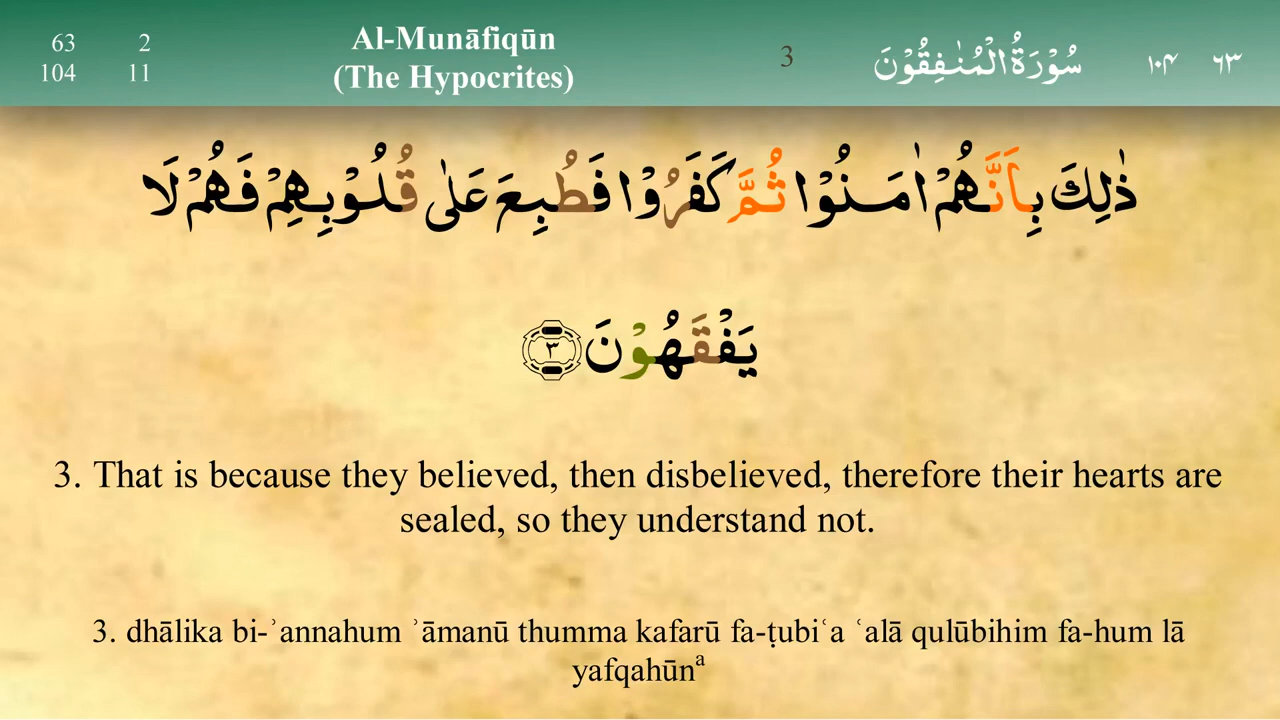 63 2 Al-Munāfiqūn
104 11 (The Hypocrites) 3 سُوْرَةُ الْمُنٰفِقُوْنَ ١٠٤ ٦٣
ذٰلِكَ بِاَنَّهُمْ اٰمَنُوْا ثُمَّ كَفَرُوْا فَطُبِعَ عَلٰى قُلُوْبِهِمْ فَهُمْ لَا
يَفْقَهُوْنَ ٣
3. That is because they believed, then disbelieved, therefore their hearts are
sealed, so they understand not.
3. dhālika bi-ʾannahum ʾāmanū thumma kafarū fa-ṭubiʿa ʿalā qulūbihim fa-hum lā
yafqahūnᵃ